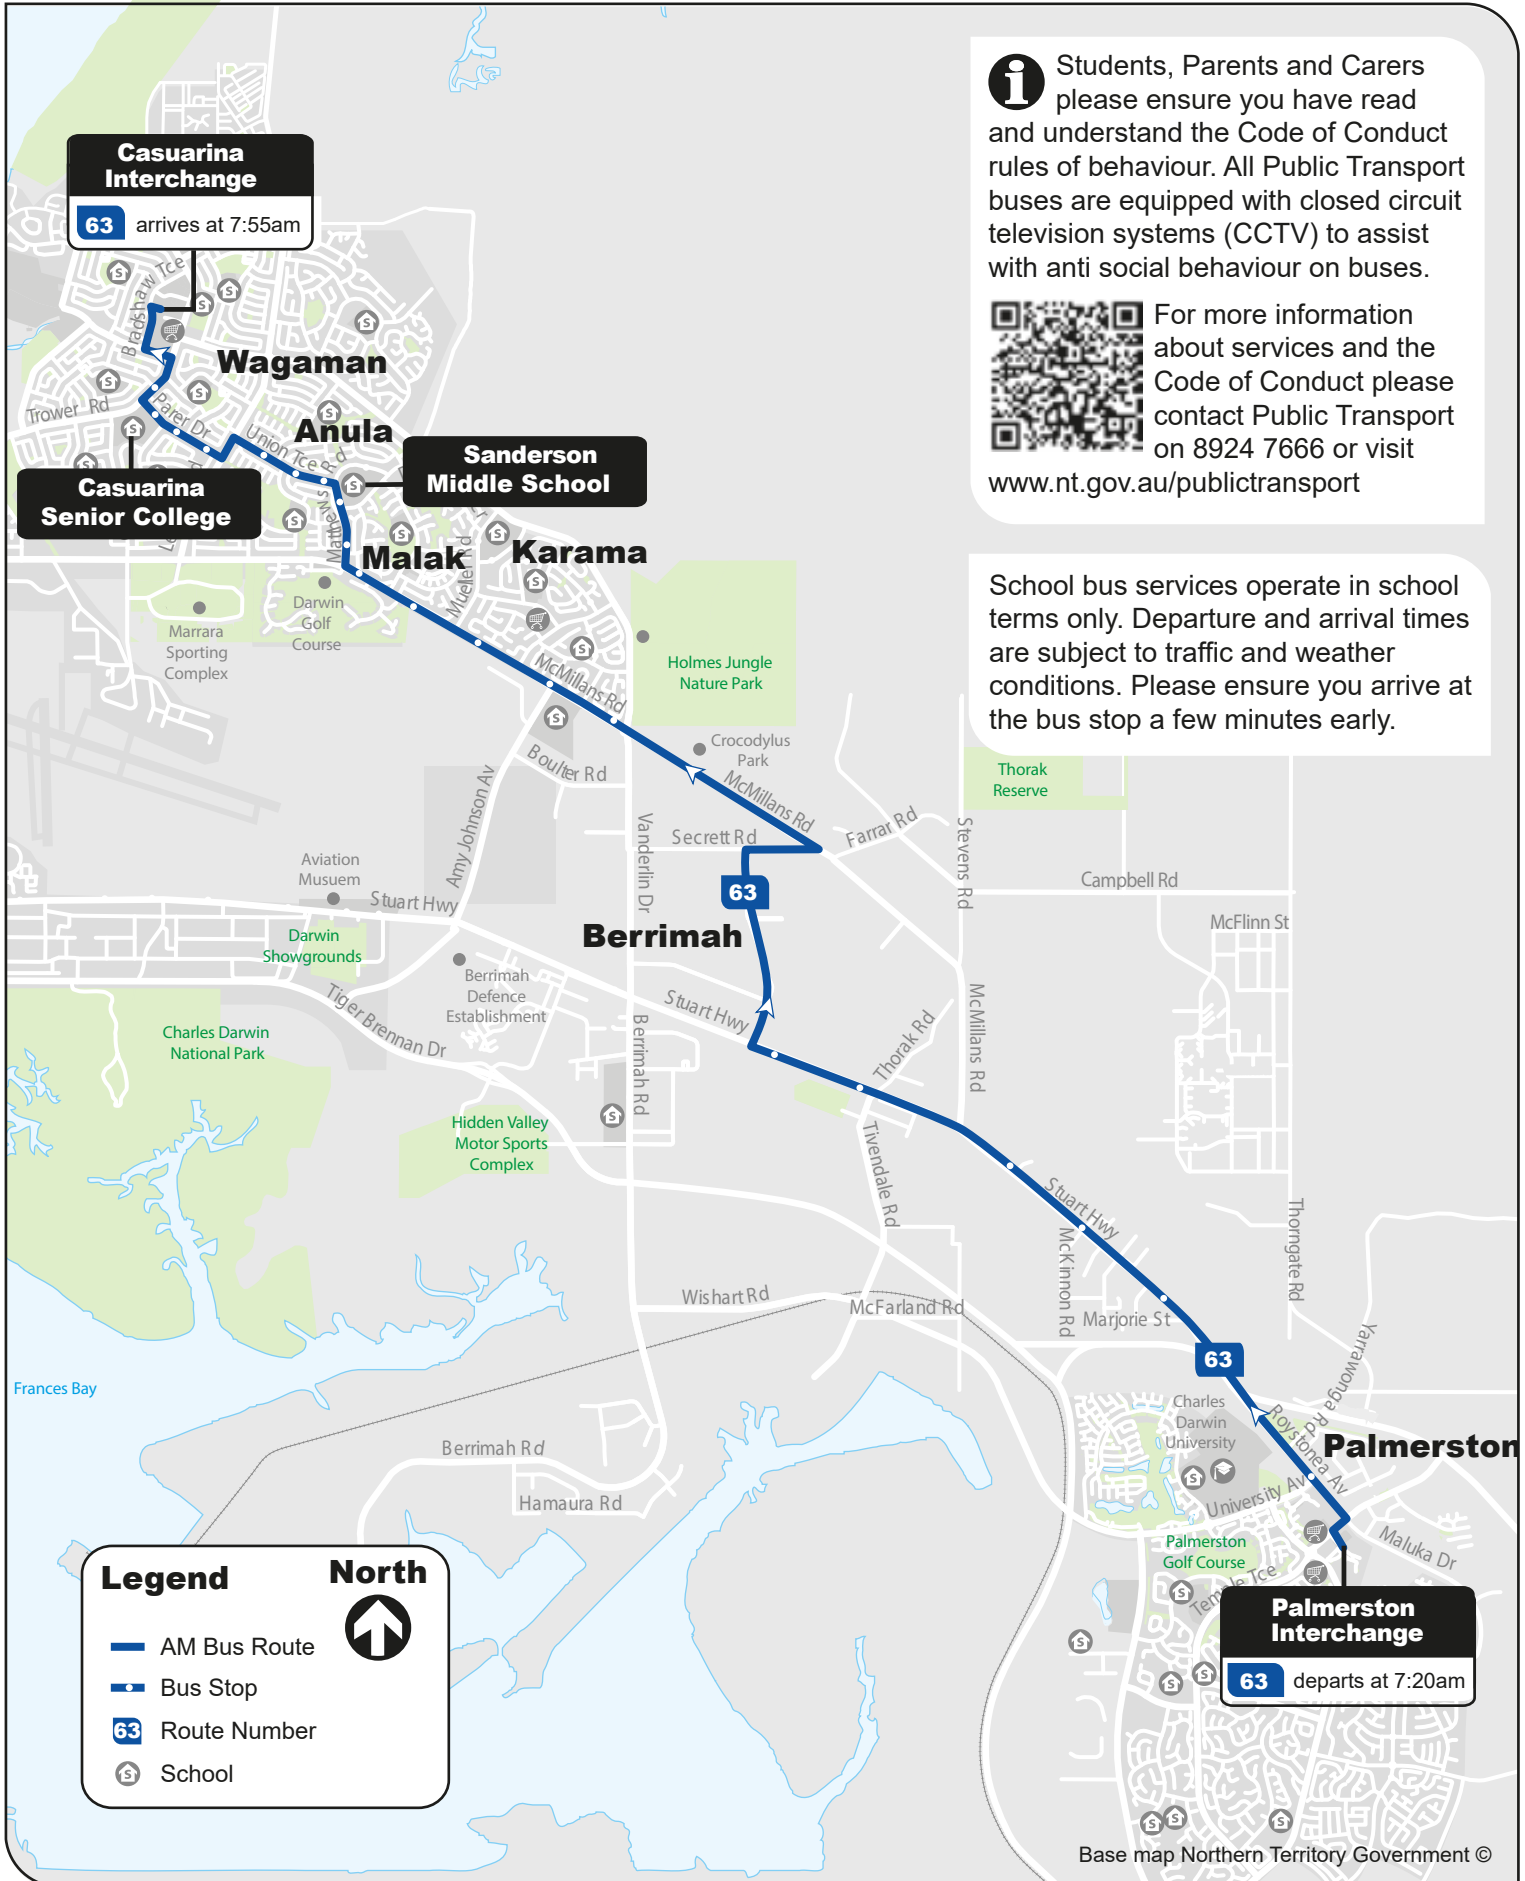 Students, Parents and Carers
please ensure you have read
and understand the Code of Conduct
rules of behaviour. All Public Transport
buses are equipped with closed circuit
television systems (CCTV) to assist
with anti social behaviour on buses.
For more information
about services and the
Code of Conduct please
contact Public Transport
on 8924 7666 or visit
www.nt.gov.au/publictransport
School bus services operate in school
terms only. Departure and arrival times
are subject to traffic and weather
conditions. Please ensure you arrive at
the bus stop a few minutes early.
Casuarina
Interchange
63 arrives at 7:55am
Bradshaw Tce
Wagaman
Trower Rd
Parer Dr
Union Tce
Anula
Sanderson
Middle School
Casuarina
Senior College
Malak
Karama
Mueller Rd
Darwin
Golf
Course
Marrara
Sporting
Complex
McMillans Rd
Holmes Jungle
Nature Park
Crocodylus
Park
Boulter Rd
McMillans Rd
Thorak
Reserve
Amy Johnson Av
Vanderlin Dr
Secrett Rd
Farrar Rd
Stevens Rd
Aviation
Musuem
Stuart Hwy
63
Campbell Rd
McFlinn St
Berrimah
Darwin
Showgrounds
Berrimah
Defence
Establishment
Tiger Brennan Dr
Stuart Hwy
McMillans Rd
Thorak Rd
Charles Darwin
National Park
Berrimah Rd
Hidden Valley
Motor Sports
Complex
Tivendale Rd
Stuart Hwy
McKinnon Rd
Thorngate Rd
Wishart Rd
McFarland Rd
Marjorie St
63
Yarrawonga Rd
Frances Bay
Charles
Darwin
University
Roystonea Av
Palmerston
Berrimah Rd
University Av
Hamaura Rd
Palmerston
Golf Course
Maluka Dr
Temple Tce
Palmerston
Interchange
63 departs at 7:20am
Legend
North
AM Bus Route
Bus Stop
63 Route Number
S School
Base map Northern Territory Government ©